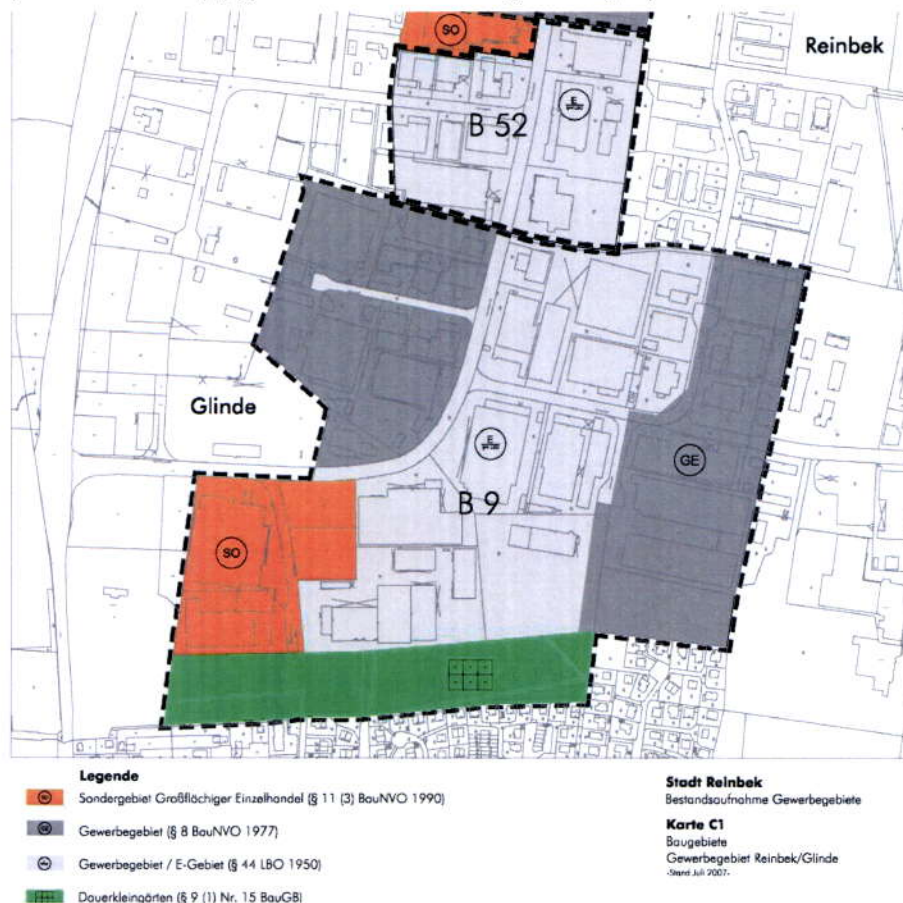 SO
Reinbek
E
B 52
Glinde
E
GE
B 9
SO
Legende
SO Sondergebiet Großflächiger Einzelhandel (§ 11 (3) BauNVO 1990)
GE Gewerbegebiet (§ 8 BauNVO 1977)
Gewerbegebiet / E-Gebiet (§ 44 LBO 1950)
Dauerkleingärten (§ 9 (1) Nr. 15 BauGB)
Stadt Reinbek
Bestandsaufnahme Gewerbegebiete
Karte C1
Baugebiete
Gewerbegebiet Reinbek/Glinde
-Stand Juli 2007-